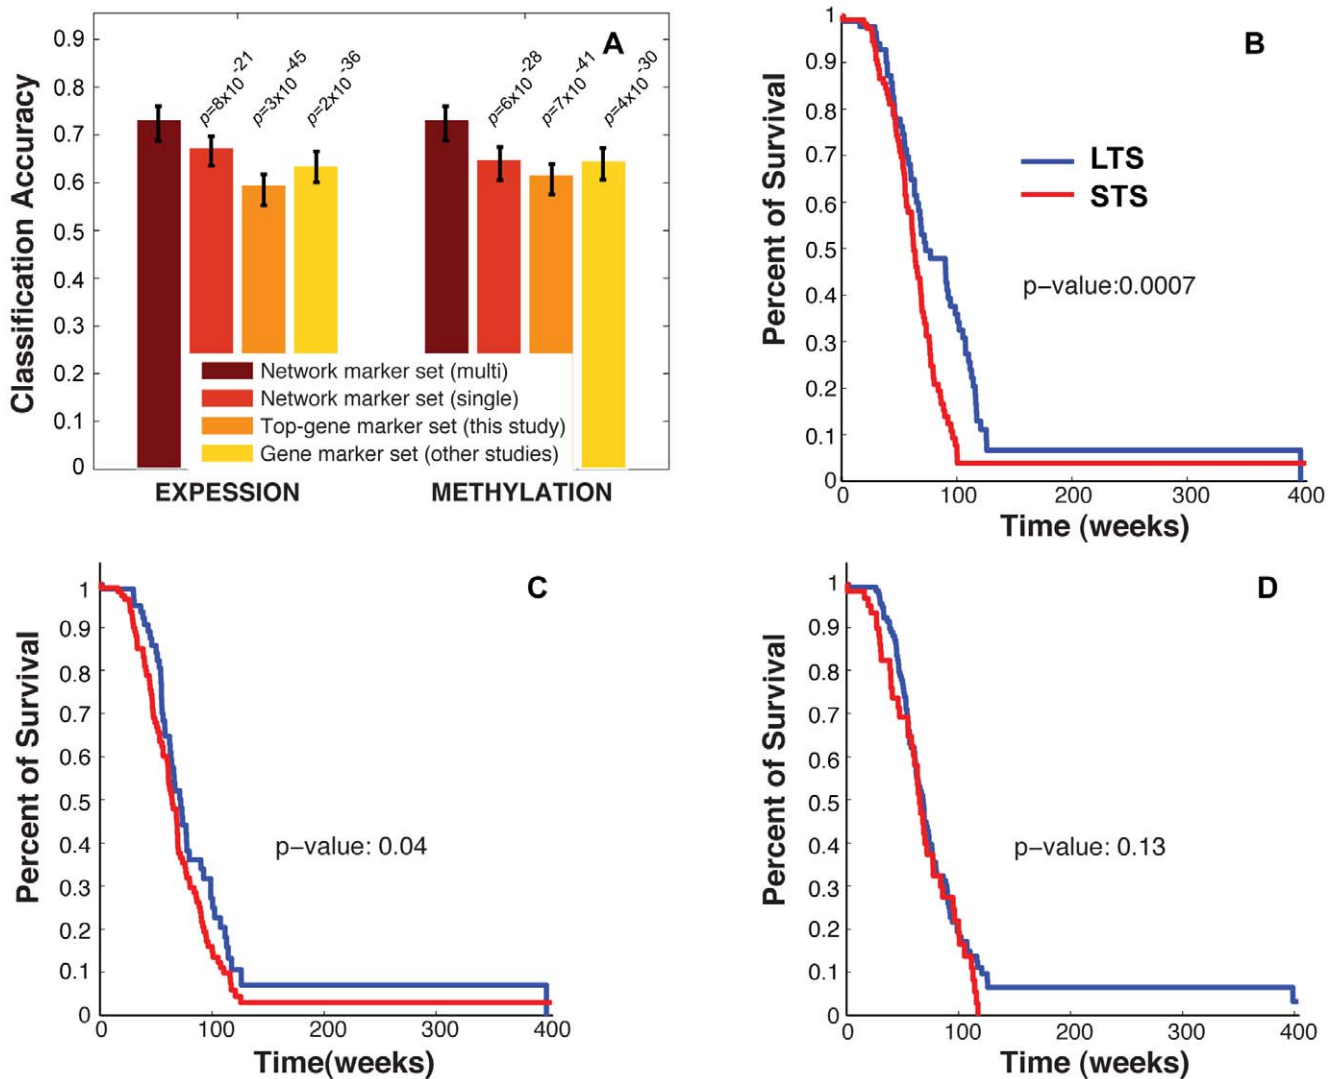 A
Classification Accuracy
0.9
0.8
0.7
0.6
0.5
0.4
0.3
0.2
0.1
0
p=8x10-21
p=3x10-45
p=2x10-36
p=6x10-28
p=7x10-41
p=4x10-30
Network marker set (multi)
Network marker set (single)
Top-gene marker set (this study)
Gene marker set (other studies)
EXPESSION
METHYLATION
B
Percent of Survival
1
0.9
0.8
0.7
0.6
0.5
0.4
0.3
0.2
0.1
0
LTS
STS
p-value:0.0007
0 100 200 300 400
Time (weeks)
C
Percent of Survival
1
0.9
0.8
0.7
0.6
0.5
0.4
0.3
0.2
0.1
0
p-value: 0.04
0 100 200 300 400
Time(weeks)
D
Percent of Survival
1
0.9
0.8
0.7
0.6
0.5
0.4
0.3
0.2
0.1
0
p-value: 0.13
0 100 200 300 400
Time (weeks)